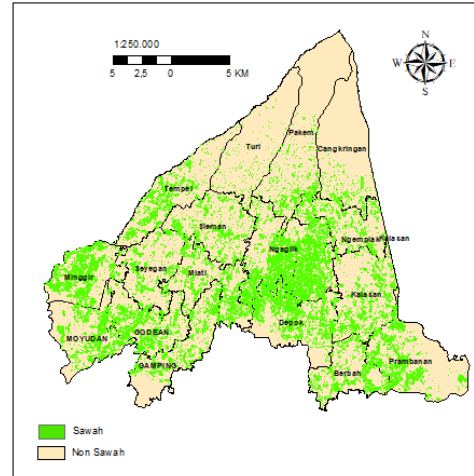 1:250.000
5 2,5 0 5 KM
N
W E
S
Turi
Pakem
Cangkringan
Tempel
Sleman
Ngaglik
Ngemplak
Kalasan
Minggir
Seyegan
Mlati
Kalasan
MOYUDAN
GODEAN
Depok
GAMPING
Berbah
Prambanan
Sawah
Non Sawah